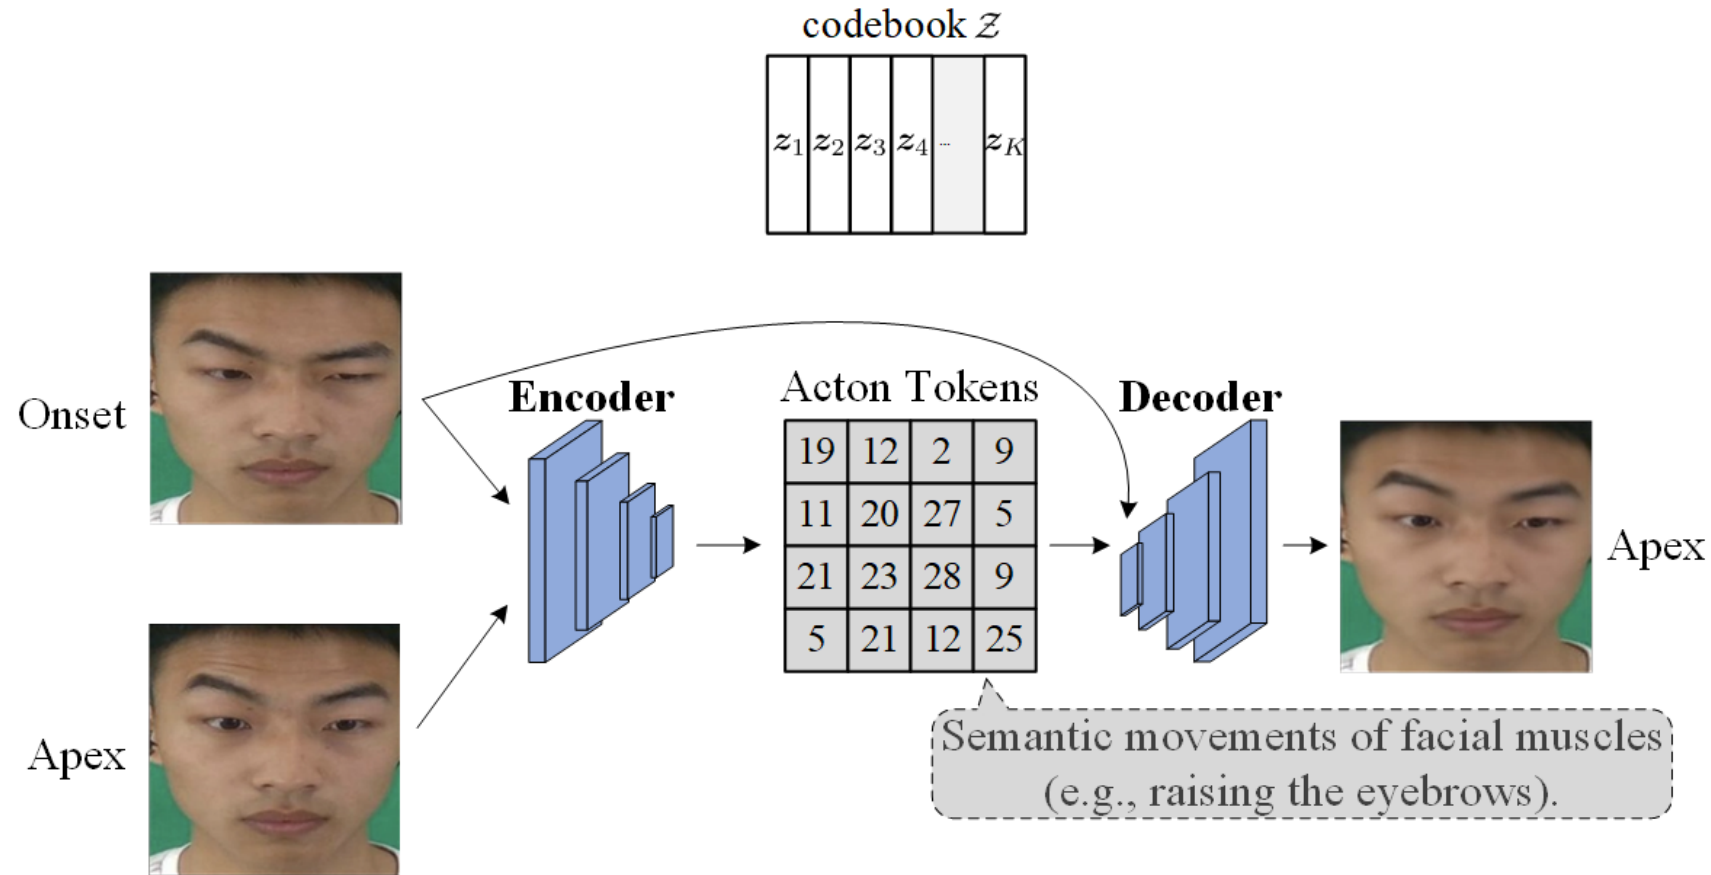 codebook Z
z1 z2 z3 z4 ... zK
Onset
Encoder
Acton Tokens
Decoder
19 12 2 9
11 20 27 5
21 23 28 9
5 21 12 25
Apex
Apex
Semantic movements of facial muscles
(e.g., raising the eyebrows).